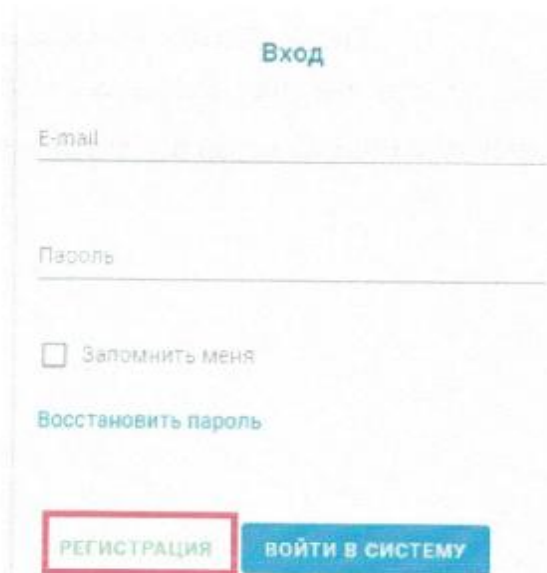 Вход
E-mail
Пароль
Запомнить меня
Восстановить пароль
РЕГИСТРАЦИЯ
ВОЙТИ В СИСТЕМУ